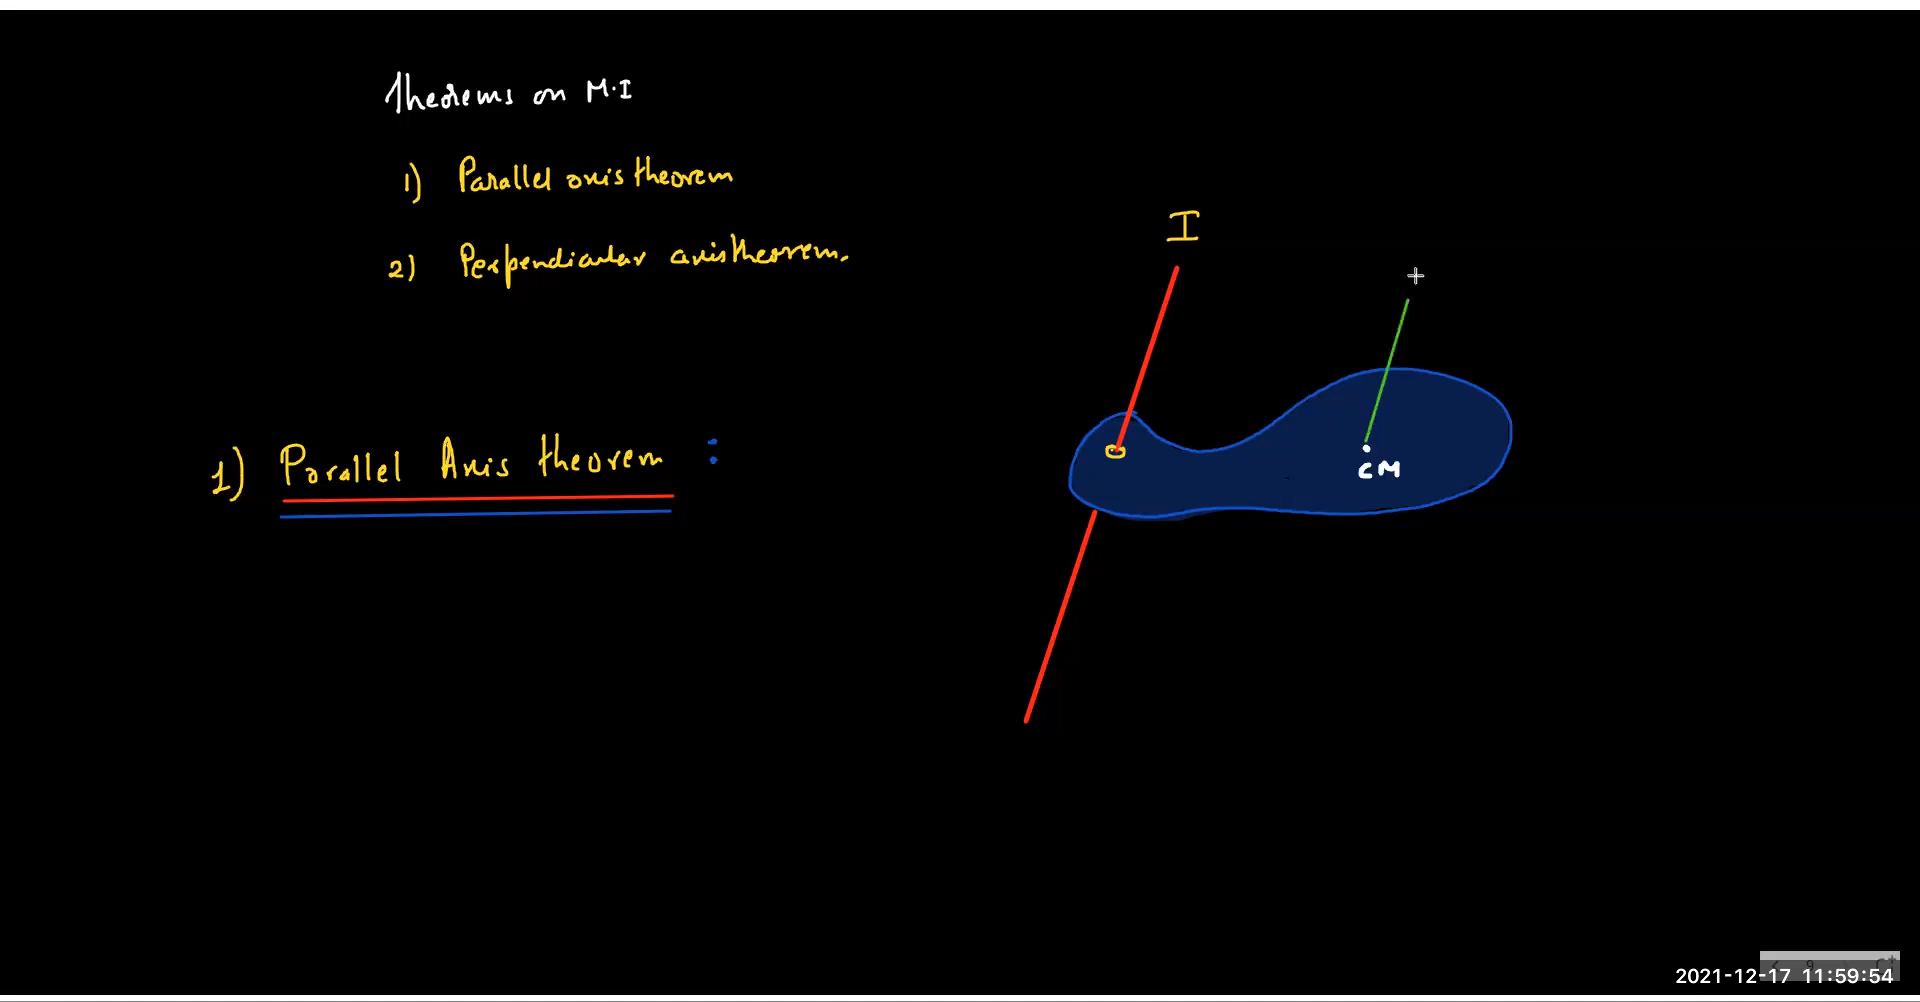 Theorems on M.I
1) Parallel axis theorem
2) Perpendicular axis theorem.
I
1) Parallel Axis theorem :
CM
2021-12-17 11:59:54